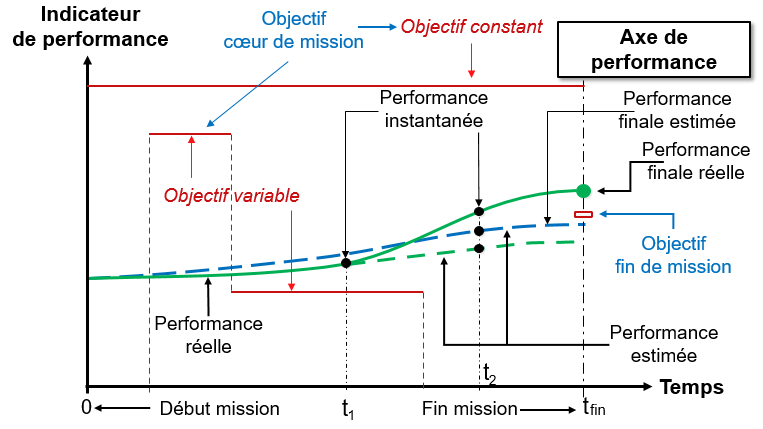 Indicateur
de performance
Objectif
cœur de mission
Objectif constant
Axe de
performance
Performance
instantanée
Performance
finale estimée
Performance
finale réelle
Objectif variable
Objectif
fin de mission
Performance
réelle
Performance
estimée
t2
Temps
0
Début mission
t1
Fin mission
tfin